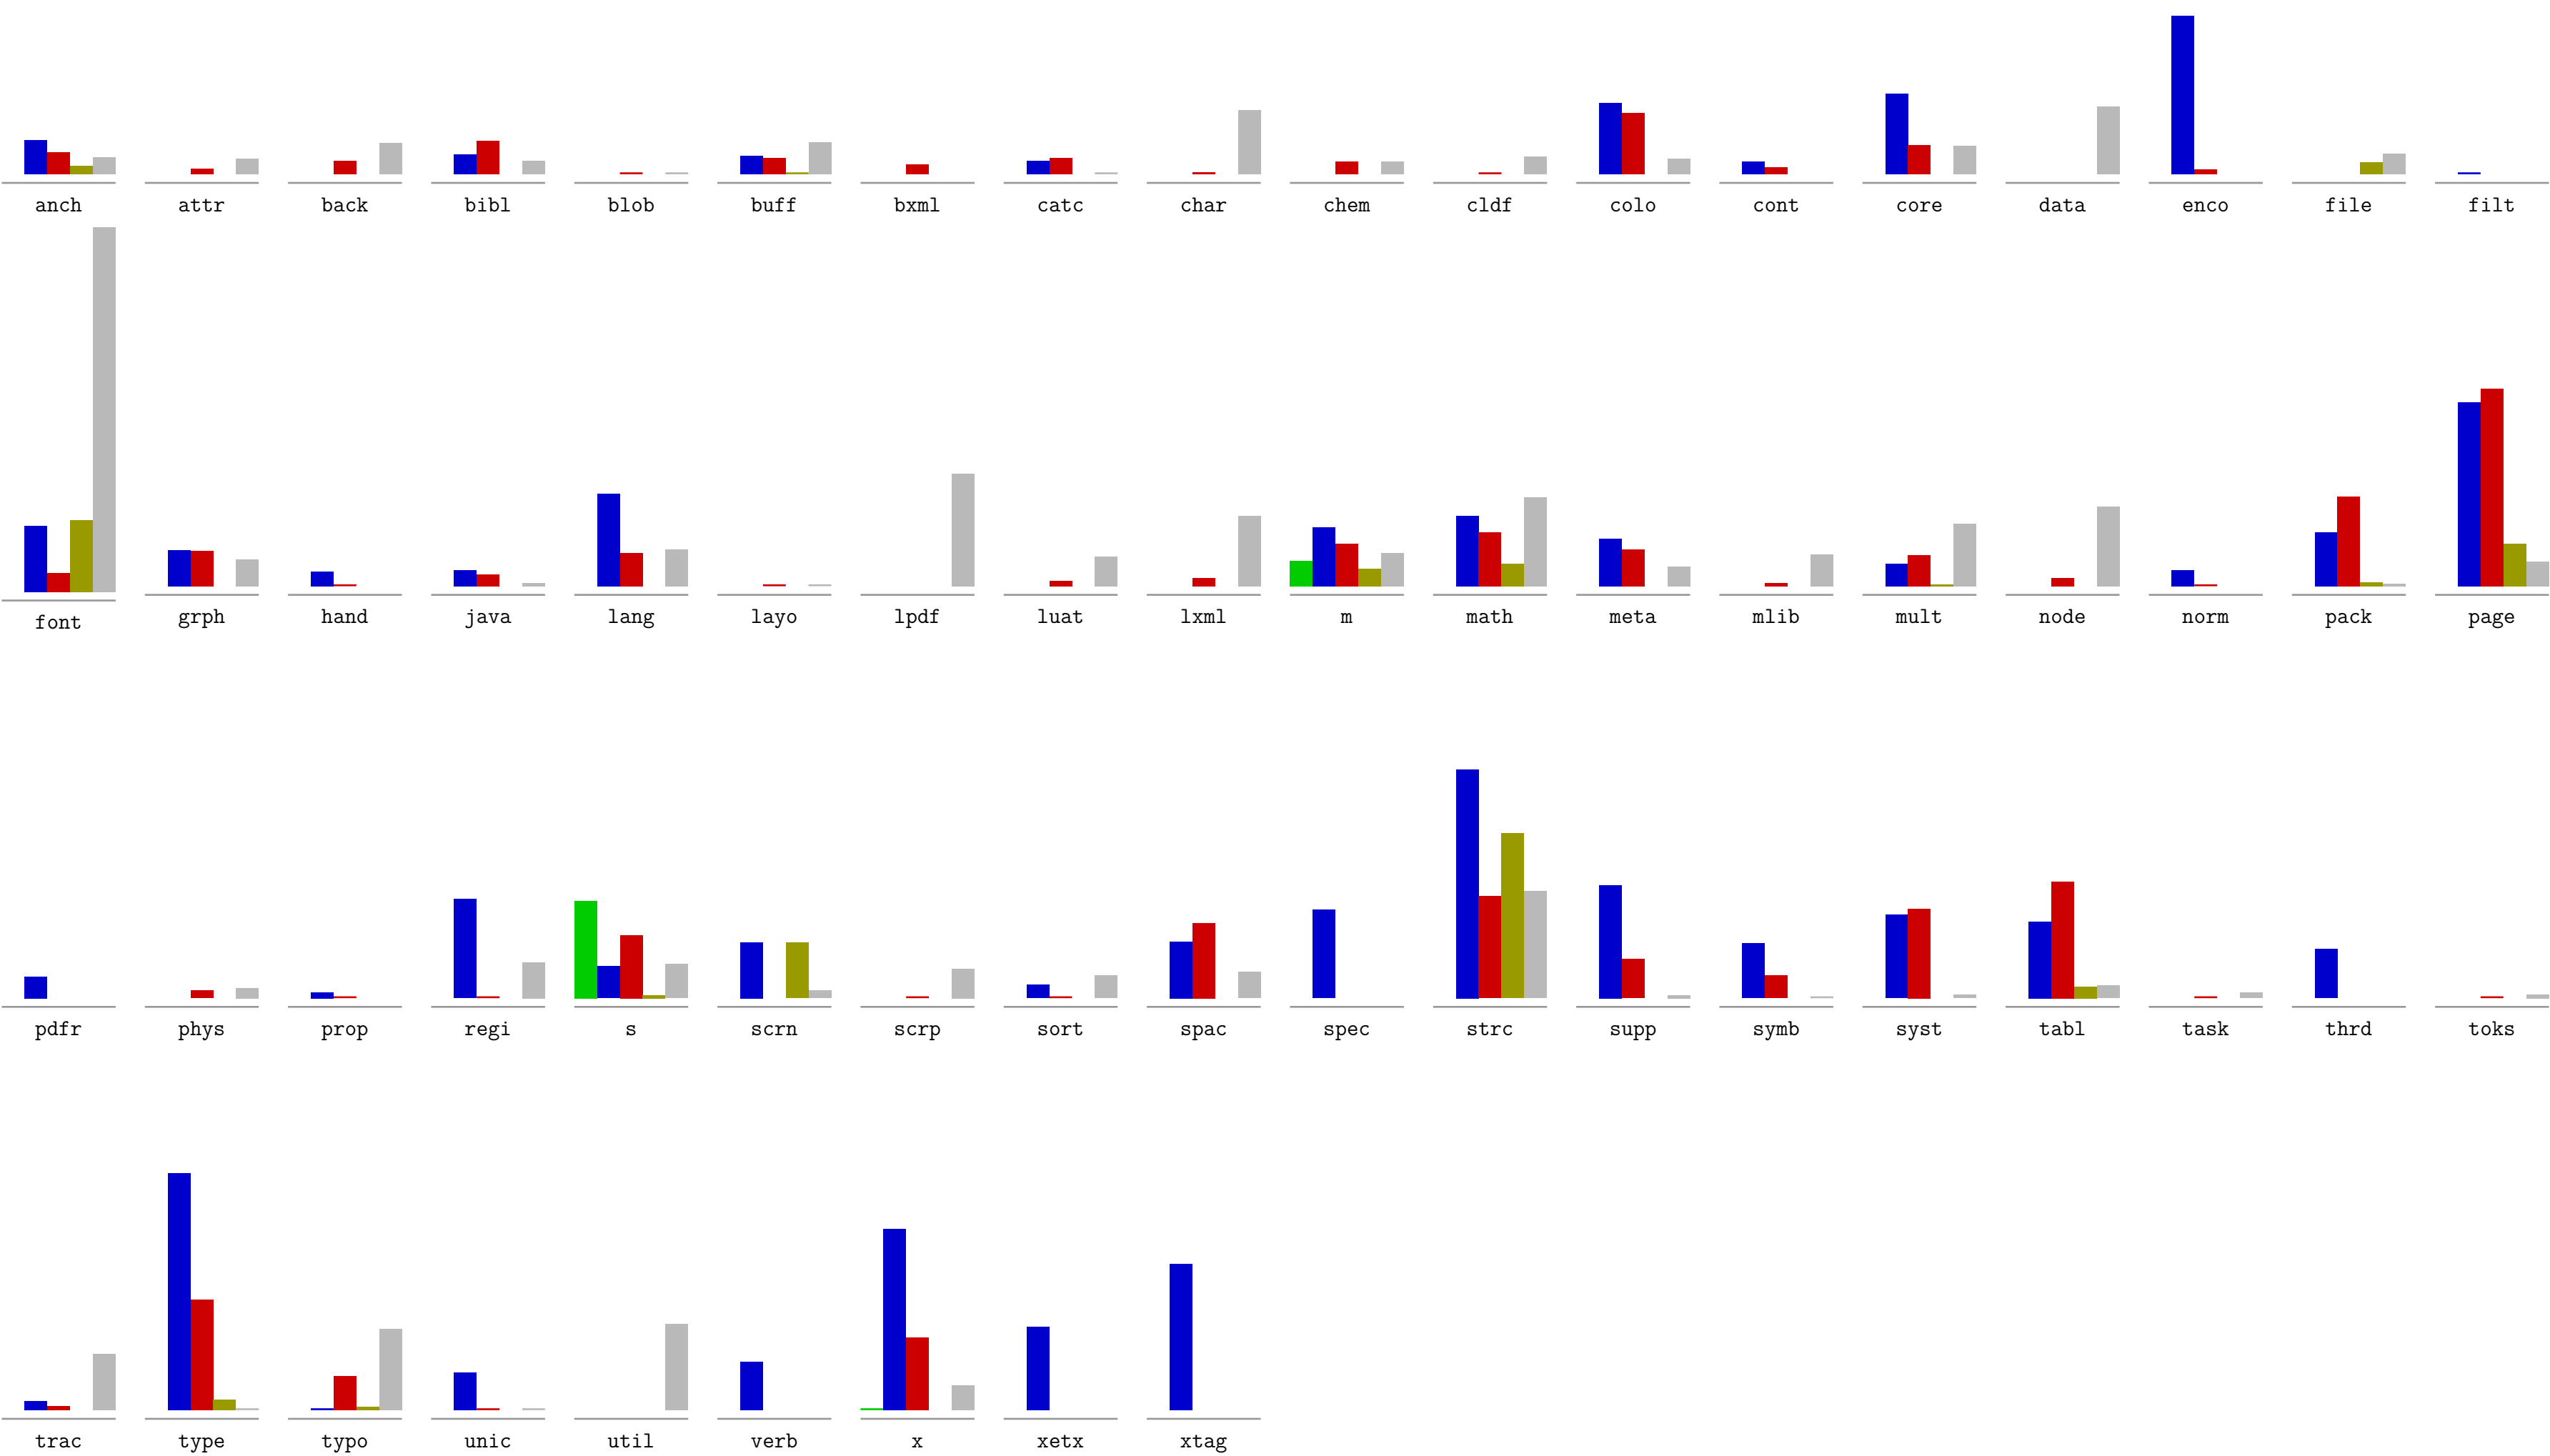 anch attr back bibl blob buff bxml catc char chem cldf colo cont core data enco file filt
font grph hand java lang layo lpdf luat lxml m math meta mlib mult node norm pack page
pdfr phys prop regi s scrn scrp sort spac spec strc supp symb syst tabl task thrd toks
trac type typo unic util verb x xetx xtag